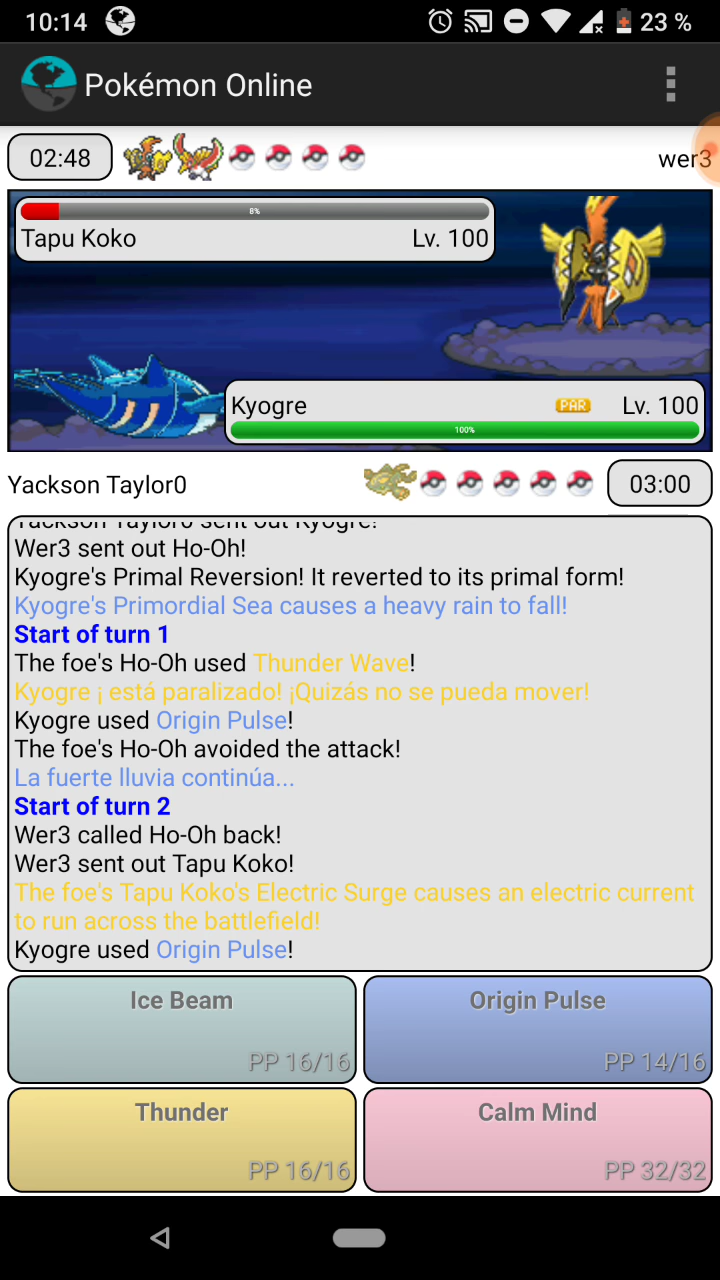 10:14
23 %
Pokémon Online
02:48
wer3
8%
Tapu Koko Lv. 100
Kyogre PAR Lv. 100
100%
Yackson Taylor0
03:00
Yackson Taylor0 sent out Kyogre!
Wer3 sent out Ho-Oh!
Kyogre's Primal Reversion! It reverted to its primal form!
Kyogre's Primordial Sea causes a heavy rain to fall!
Start of turn 1
The foe's Ho-Oh used Thunder Wave!
Kyogre ¡ está paralizado! ¡Quizás no se pueda mover!
Kyogre used Origin Pulse!
The foe's Ho-Oh avoided the attack!
La fuerte lluvia continúa...
Start of turn 2
Wer3 called Ho-Oh back!
Wer3 sent out Tapu Koko!
The foe's Tapu Koko's Electric Surge causes an electric current
to run across the battlefield!
Kyogre used Origin Pulse!
Ice Beam
PP 16/16
Origin Pulse
PP 14/16
Thunder
PP 16/16
Calm Mind
PP 32/32